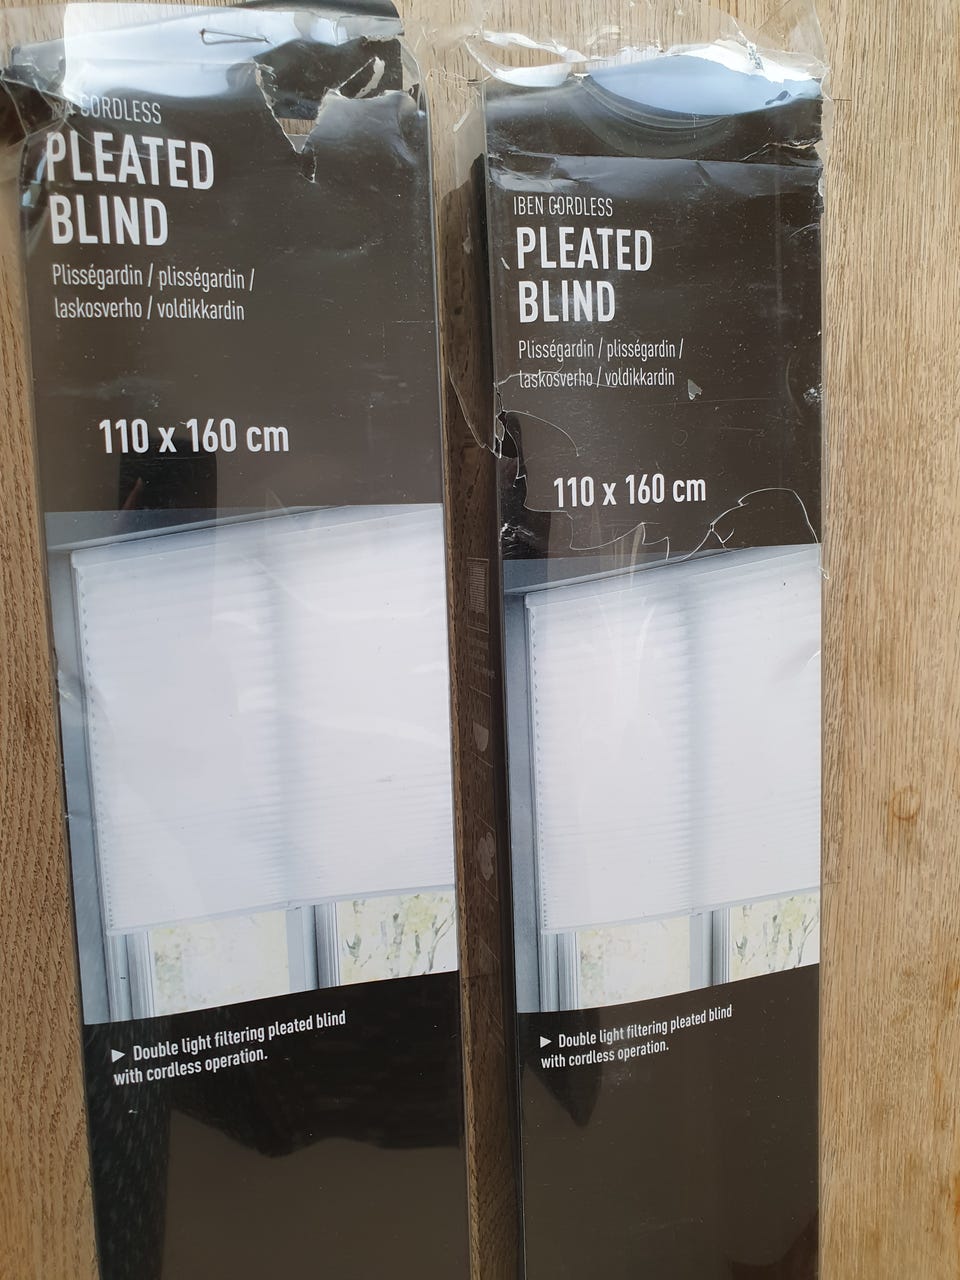 CORDLESS
PLEATED
BLIND
Plisségardin / plisségardin /
laskosverho / voldikkardin
110 x 160 cm
► Double light filtering pleated blind
with cordless operation.
IBEN CORDLESS
PLEATED
BLIND
Plisségardin / plisségardin /
laskosverho / voldikkardin
110 x 160 cm
► Double light filtering pleated blind
with cordless operation.